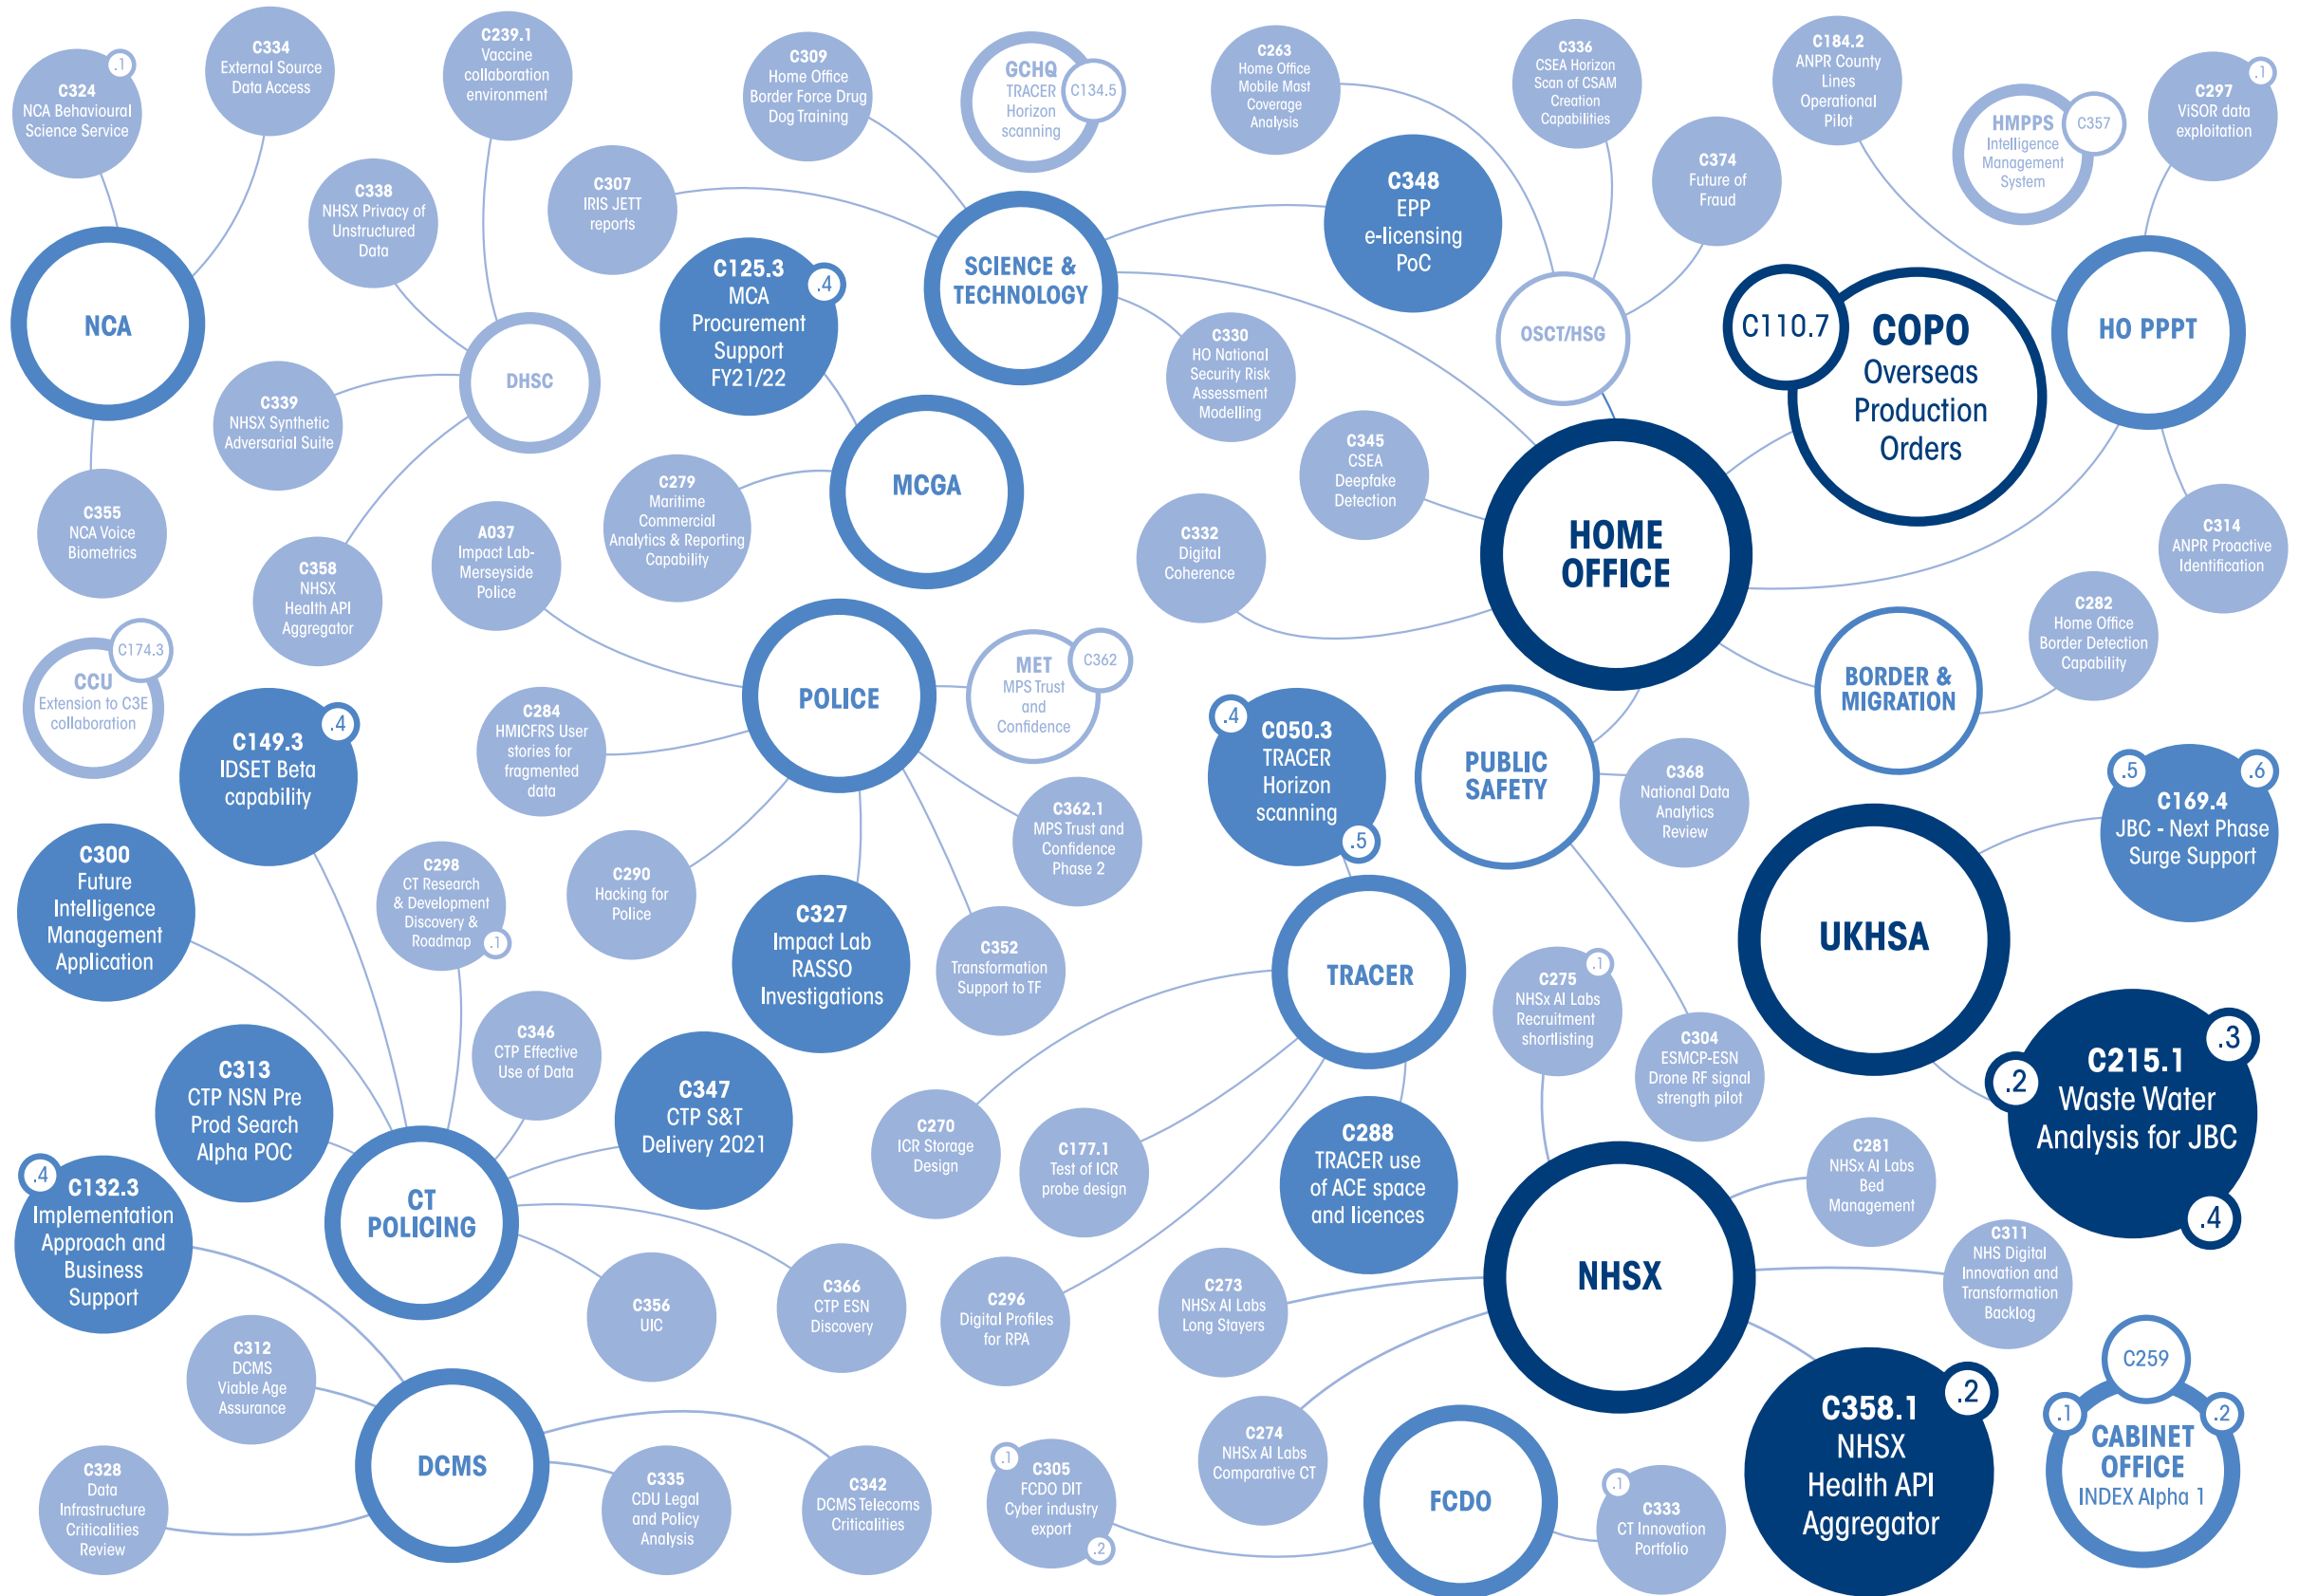 C324
NCA Behavioural
Science Service
.1
C334
External Source
Data Access
C239.1
Vaccine
collaboration
environment
C309
Home Office
Border Force Drug
Dog Training
GCHQ
TRACER
Horizon
scanning
C134.5
C263
Home Office
Mobile Mast
Coverage
Analysis
C336
CSEA Horizon
Scan of CSAM
Creation
Capabilities
C184.2
ANPR County
Lines
Operational
Pilot
HMPPS
Intelligence
Management
System
C357
C297
ViSOR data
exploitation
.1
C338
NHSX Privacy of
Unstructured
Data
C307
IRIS JETT
reports
C348
EPP
e-licensing
PoC
C374
Future of
Fraud
NCA
C125.3
MCA
Procurement
Support
FY21/22
.4
SCIENCE &
TECHNOLOGY
OSCT/HSG
C110.7
COPO
Overseas
Production
Orders
HO PPPT
DHSC
C330
HO National
Security Risk
Assessment
Modelling
C339
NHSX Synthetic
Adversarial Suite
C345
CSEA
Deepfake
Detection
MCGA
C279
Maritime
Commercial
Analytics & Reporting
Capability
C355
NCA Voice
Biometrics
A037
Impact Lab-
Merseyside
Police
C332
Digital
Coherence
HOME
OFFICE
C314
ANPR Proactive
Identification
C358
NHSX
Health API
Aggregator
C282
Home Office
Border Detection
Capability
C174.3
CCU
Extension to C3E
collaboration
POLICE
MET
MPS Trust
and
Confidence
C362
BORDER &
MIGRATION
C149.3
IDSET Beta
capability
.4
C284
HMICFRS User
stories for
fragmented
data
.4
C050.3
TRACER
Horizon
scanning
.5
PUBLIC
SAFETY
C368
National Data
Analytics
Review
.5
.6
C169.4
JBC - Next Phase
Surge Support
C300
Future
Intelligence
Management
Application
C298
CT Research
& Development
Discovery &
Roadmap
.1
C290
Hacking for
Police
C327
Impact Lab
RASSO
Investigations
C362.1
MPS Trust and
Confidence
Phase 2
C352
Transformation
Support to TF
TRACER
C275
NHSx AI Labs
Recruitment
shortlisting
.1
UKHSA
C313
CTP NSN Pre
Prod Search
Alpha POC
C346
CTP Effective
Use of Data
C347
CTP S&T
Delivery 2021
C304
ESMCP-ESN
Drone RF signal
strength pilot
C215.1
Waste Water
Analysis for JBC
.2
.3
.4
C270
ICR Storage
Design
C177.1
Test of ICR
probe design
C288
TRACER use
of ACE space
and licences
C281
NHSx AI Labs
Bed
Management
.4
C132.3
Implementation
Approach and
Business
Support
CT
POLICING
C311
NHS Digital
Innovation and
Transformation
Backlog
NHSX
C356
UIC
C366
CTP ESN
Discovery
C296
Digital Profiles
for RPA
C273
NHSx AI Labs
Long Stayers
C312
DCMS
Viable Age
Assurance
C259
.1
.2
CABINET
OFFICE
INDEX Alpha 1
C358.1
NHSX
Health API
Aggregator
.2
C328
Data
Infrastructure
Criticalities
Review
DCMS
C335
CDU Legal
and Policy
Analysis
C342
DCMS Telecoms
Criticalities
.1
C305
FCDO DIT
Cyber industry
export
.2
C274
NHSx AI Labs
Comparative CT
FCDO
.1
C333
CT Innovation
Portfolio